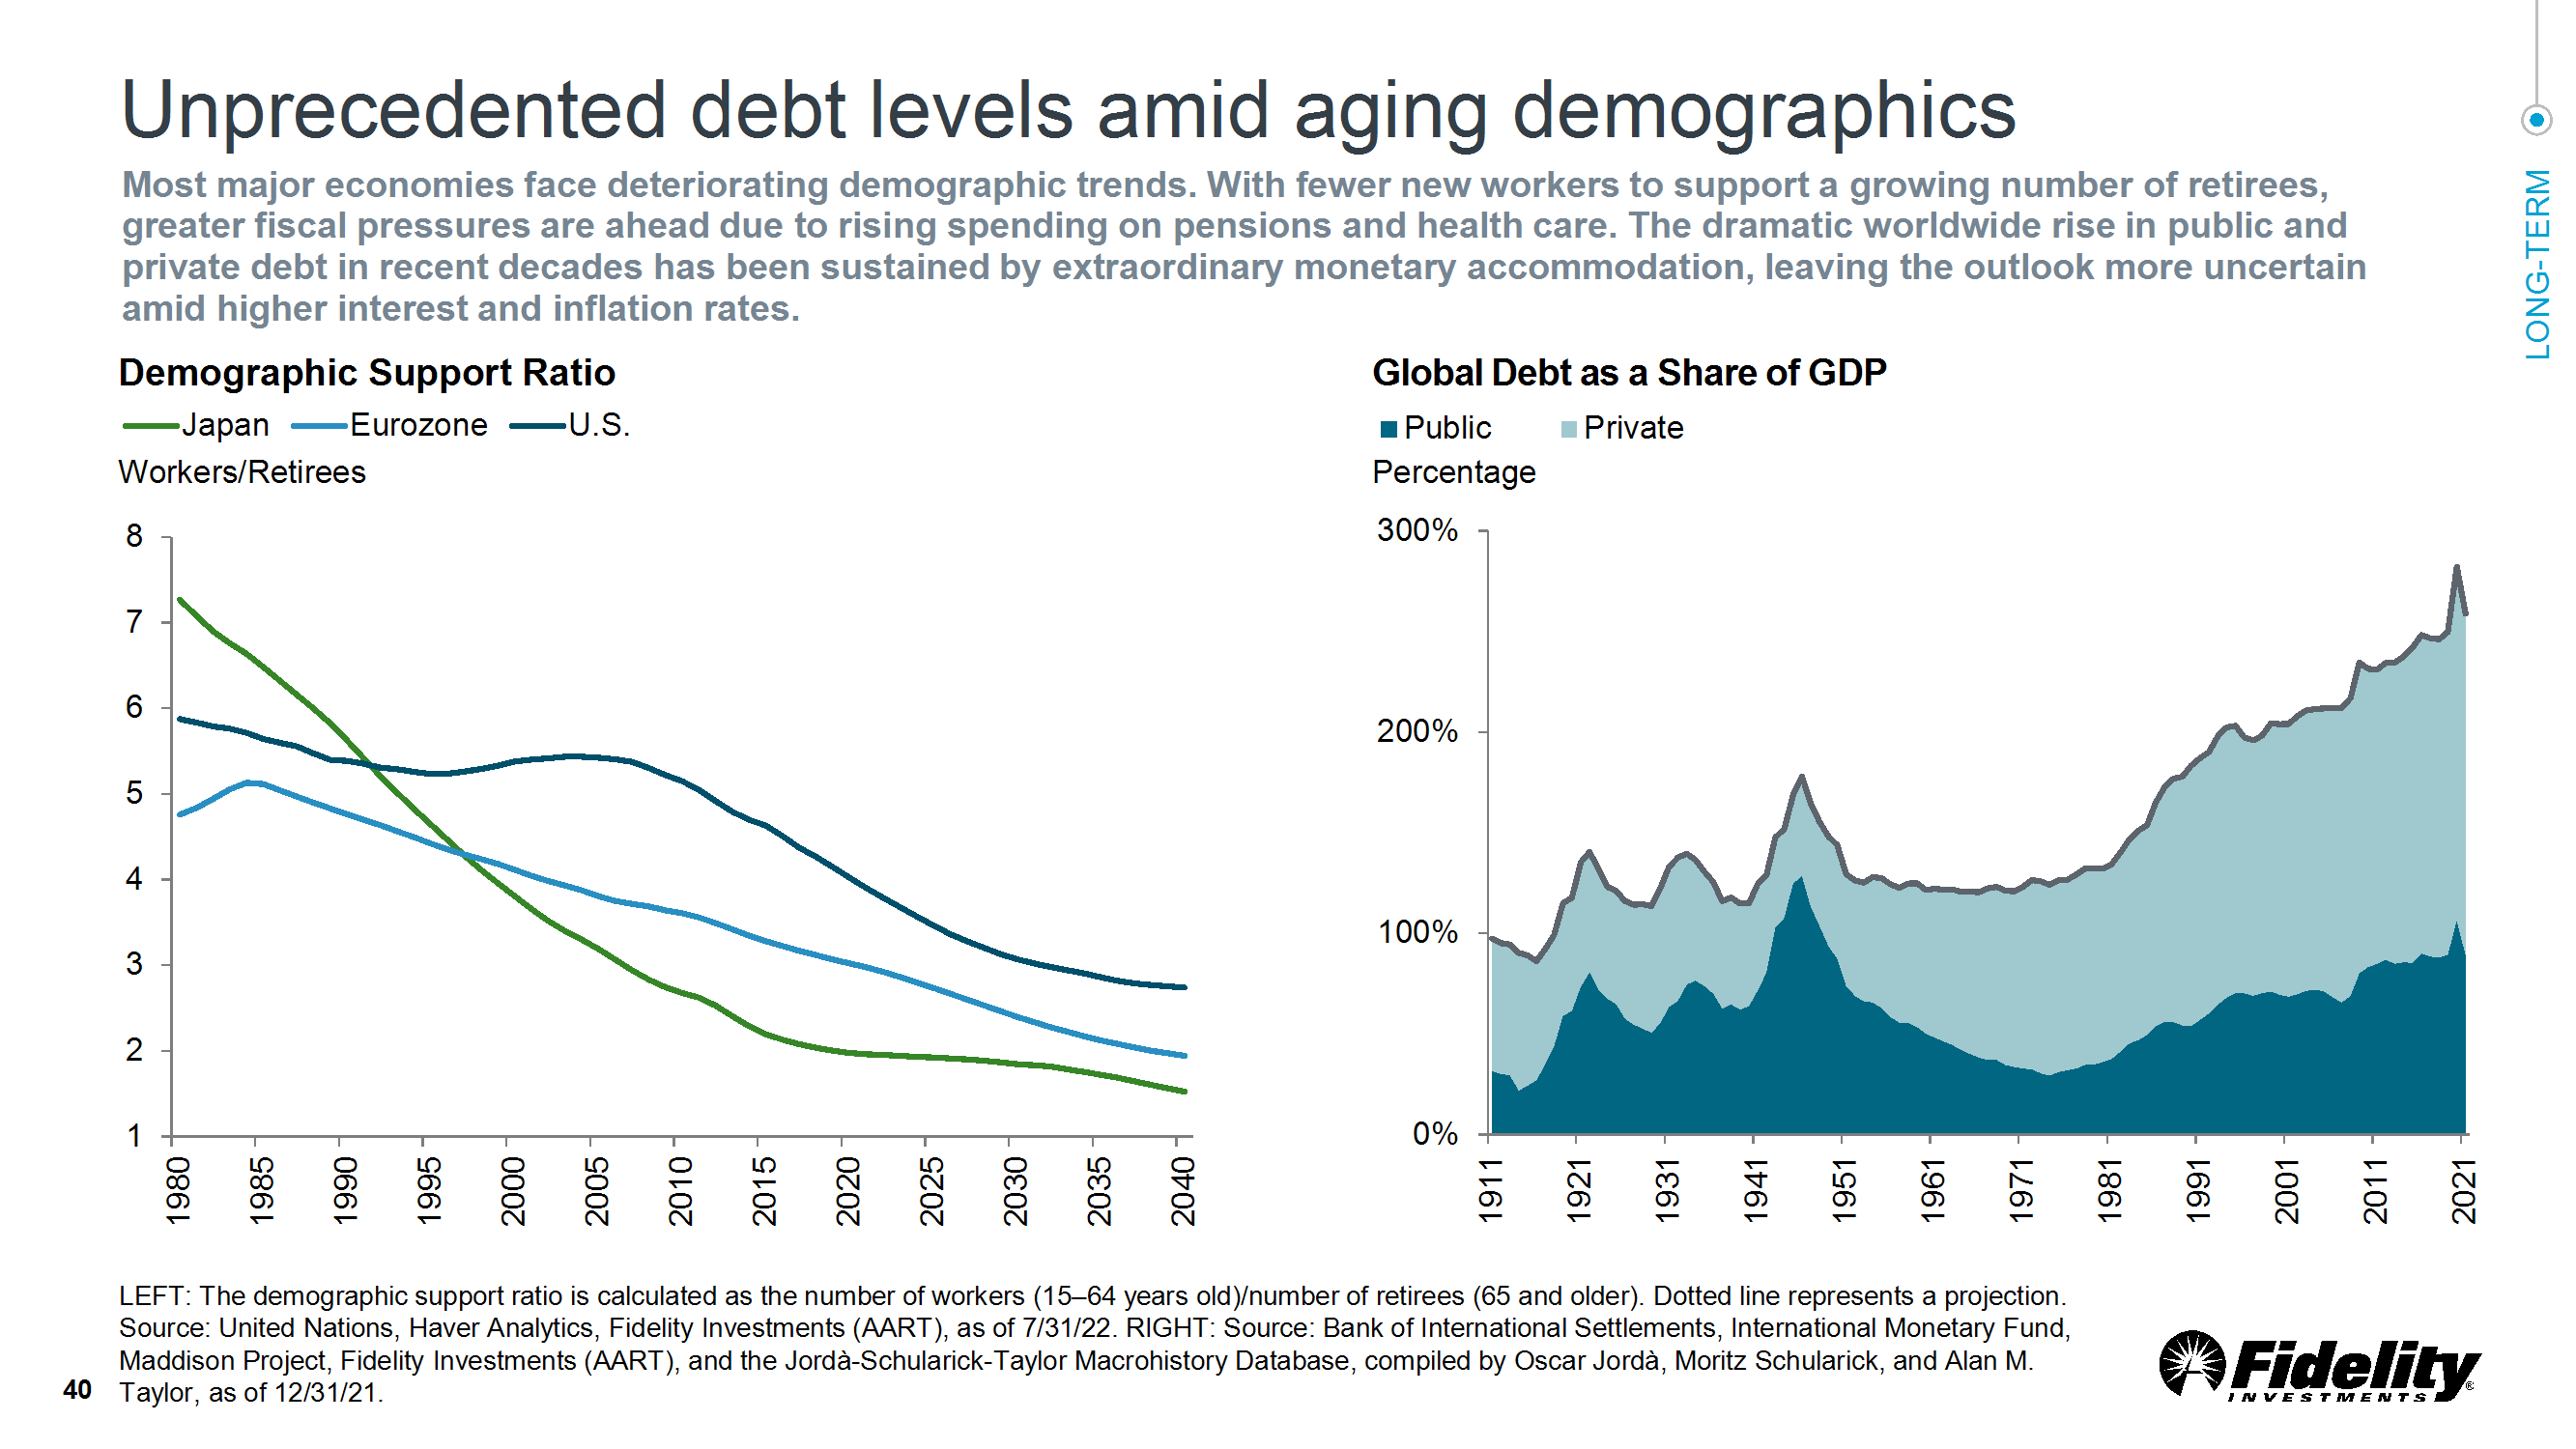 Unprecedented debt levels amid aging demographics
Most major economies face deteriorating demographic trends. With fewer new workers to support a growing number of retirees,
greater fiscal pressures are ahead due to rising spending on pensions and health care. The dramatic worldwide rise in public and
private debt in recent decades has been sustained by extraordinary monetary accommodation, leaving the outlook more uncertain
amid higher interest and inflation rates.
LONG-TERM
Demographic Support Ratio
Japan Eurozone U.S.
Workers/Retirees
8
7
6
5
4
3
2
1
1980 1985 1990 1995 2000 2005 2010 2015 2020 2025 2030 2035 2040
Global Debt as a Share of GDP
Public Private
Percentage
300%
200%
100%
0%
1911 1921 1931 1941 1951 1961 1971 1981 1991 2001 2011 2021
LEFT: The demographic support ratio is calculated as the number of workers (15–64 years old)/number of retirees (65 and older). Dotted line represents a projection.
Source: United Nations, Haver Analytics, Fidelity Investments (AART), as of 7/31/22. RIGHT: Source: Bank of International Settlements, International Monetary Fund,
Maddison Project, Fidelity Investments (AART), and the Jordà-Schularick-Taylor Macrohistory Database, compiled by Oscar Jordà, Moritz Schularick, and Alan M.
Taylor, as of 12/31/21.
40
Fidelity
INVESTMENTS®